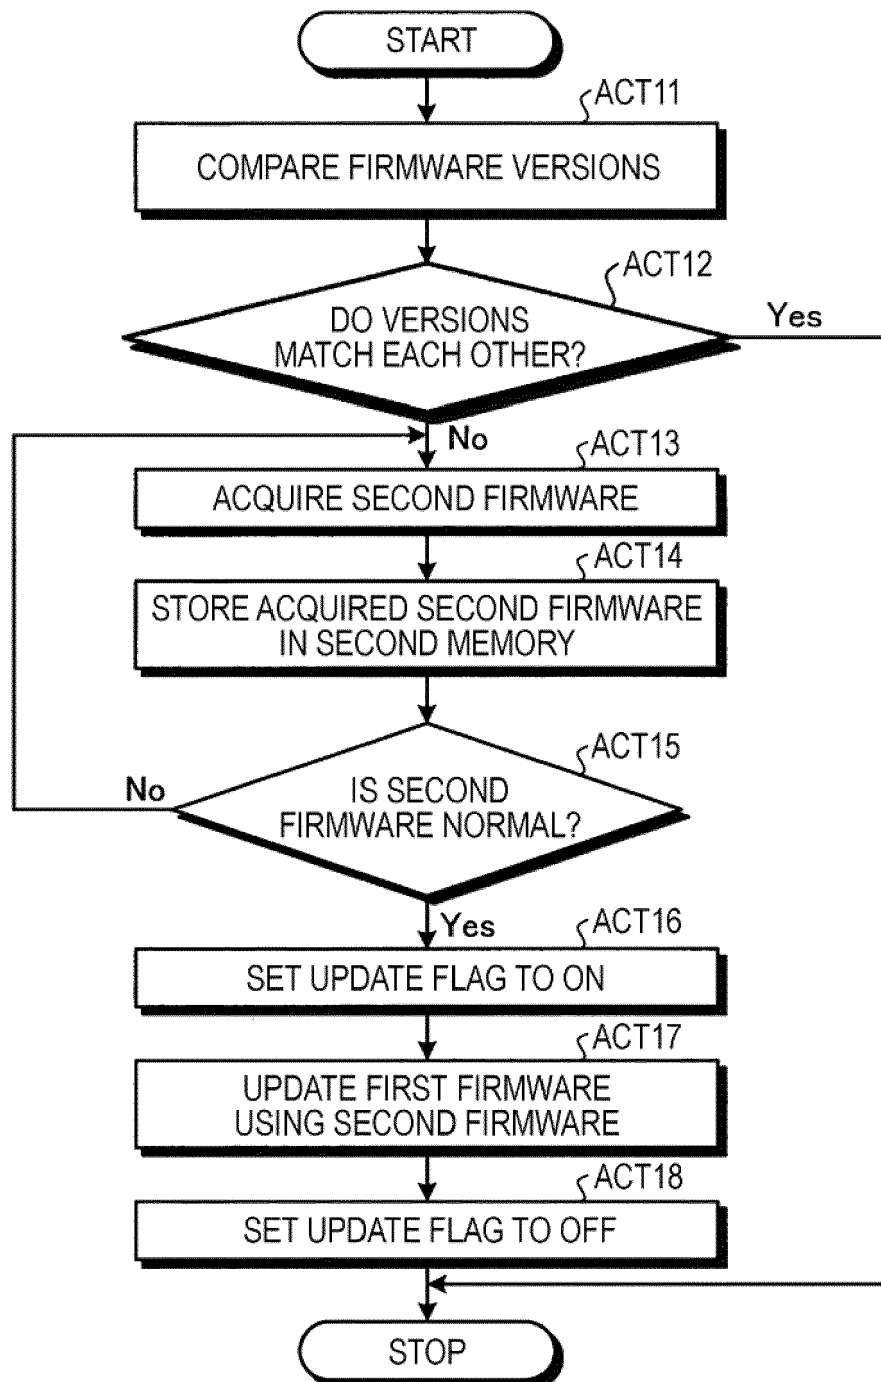 START
ACT11
COMPARE FIRMWARE VERSIONS
ACT12
DO VERSIONS
MATCH EACH OTHER?
Yes
No
ACT13
ACQUIRE SECOND FIRMWARE
ACT14
STORE ACQUIRED SECOND FIRMWARE
IN SECOND MEMORY
ACT15
IS SECOND
FIRMWARE NORMAL?
No
Yes
ACT16
SET UPDATE FLAG TO ON
ACT17
UPDATE FIRST FIRMWARE
USING SECOND FIRMWARE
ACT18
SET UPDATE FLAG TO OFF
STOP